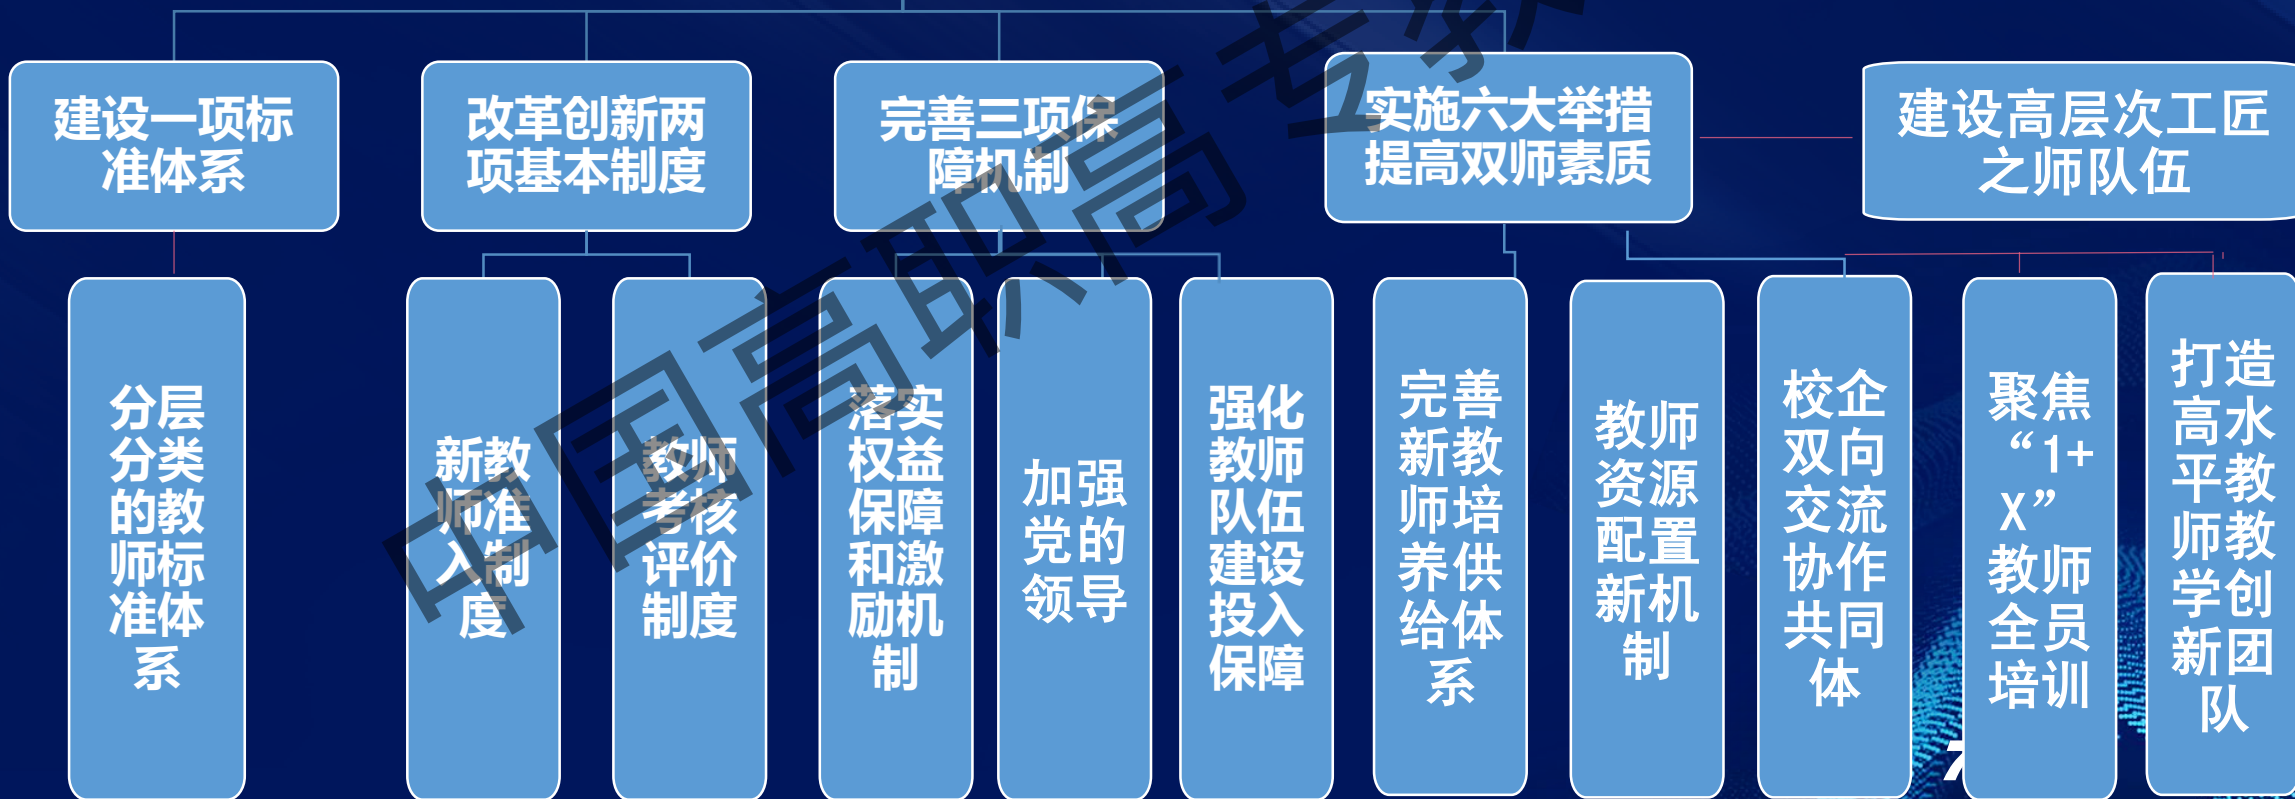 建设一项标
准体系
改革创新两
项基本制度
完善三项保
障机制
实施六大举措
提高双师素质
建设高层次工匠
之师队伍
分层
分类
的教
师标
准体
系
新教
师准
入制
度
教师
考核
评价
制度
落实
权益
保障
和激
励机
制
加强
党的
领导
强化
教师
队伍
建设
投入
保障
完善
新教
师培
养供
给体
系
教师
资源
配置
新机
制
校企
双向
交流
协作
共同
体
聚焦
“1+
X”
教师
全员
培训
打造
高水
平教
师教
学创
新团
队
中国高职高专教